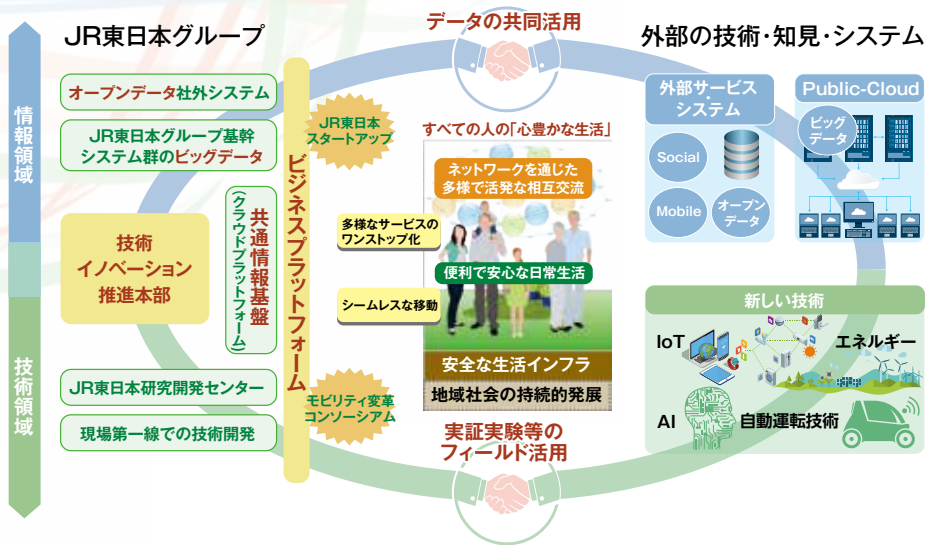 データの共同活用
JR東日本グループ
外部の技術・知見・システム
情報領域
技術領域
オープンデータ社外システム
JR東日本グループ基幹
システム群のビッグデータ
技術
イノベーション
推進本部
共通情報基盤
(クラウドプラットフォーム)
JR東日本研究開発センター
現場第一線での技術開発
ビジネスプラットフォーム
JR東日本
スタートアップ
モビリティ変革
コンソーシアム
すべての人の「心豊かな生活」
ネットワークを通じた
多様で活発な相互交流
多様なサービスの
ワンストップ化
便利で安心な日常生活
シームレスな移動
安全な生活インフラ
地域社会の持続的発展
実証実験等の
フィールド活用
外部サービス
・
システム
Social
Mobile
オープン
データ
Public-Cloud
ビッグ
データ
新しい技術
IoT
エネルギー
AI
自動運転技術